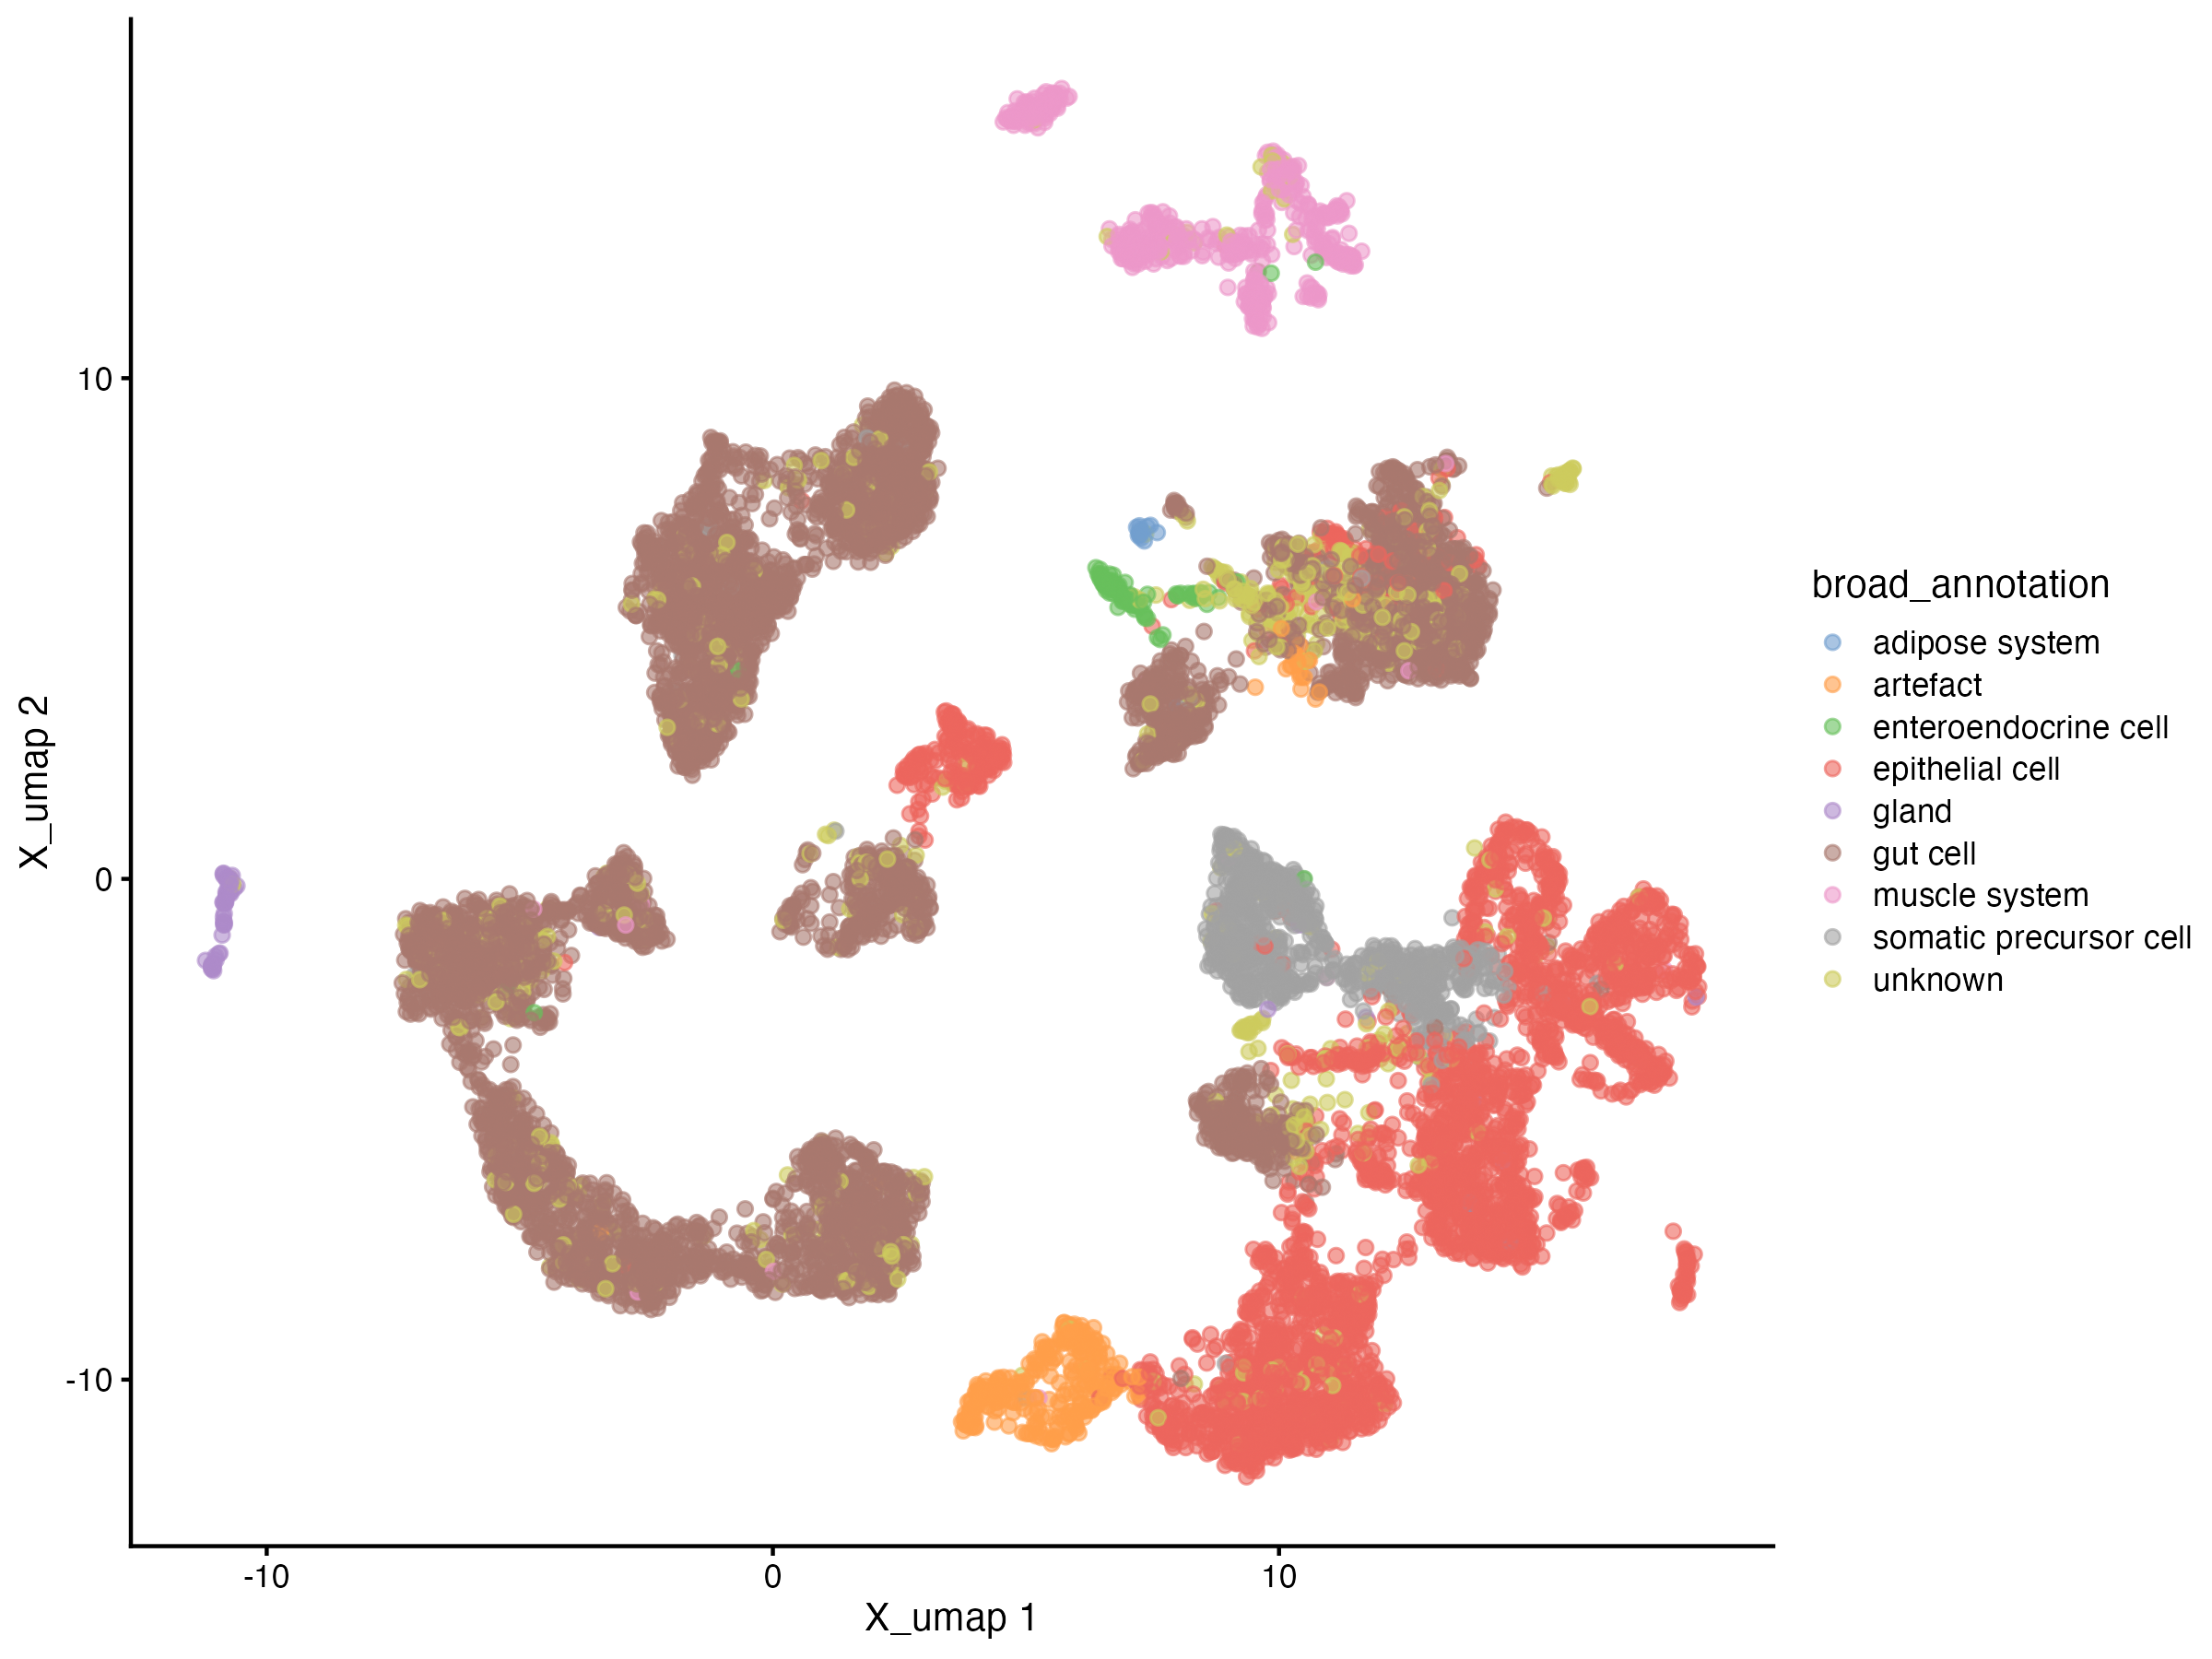 X_umap 2
10
0
-10
-10
0
10
X_umap 1
broad_annotation
adipose system
artefact
enteroendocrine cell
epithelial cell
gland
gut cell
muscle system
somatic precursor cell
unknown